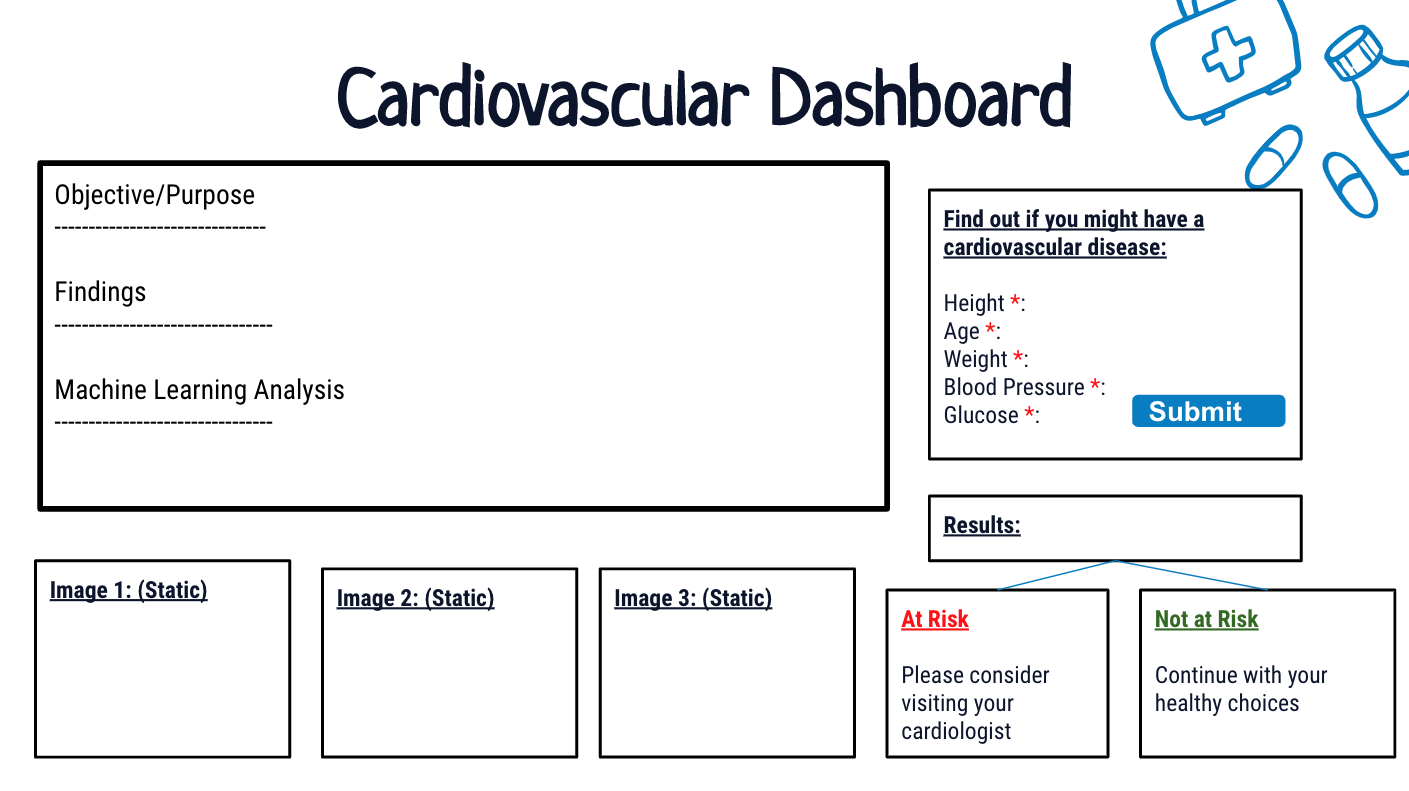 Cardiovascular Dashboard
Objective/Purpose
-------------------------------
Findings
--------------------------------
Machine Learning Analysis
--------------------------------
Find out if you might have a
cardiovascular disease:
Height *:
Age *:
Weight *:
Blood Pressure *:
Glucose *:
Submit
Results:
Image 1: (Static)
Image 2: (Static)
Image 3: (Static)
At Risk
Please consider
visiting your
cardiologist
Not at Risk
Continue with your
healthy choices